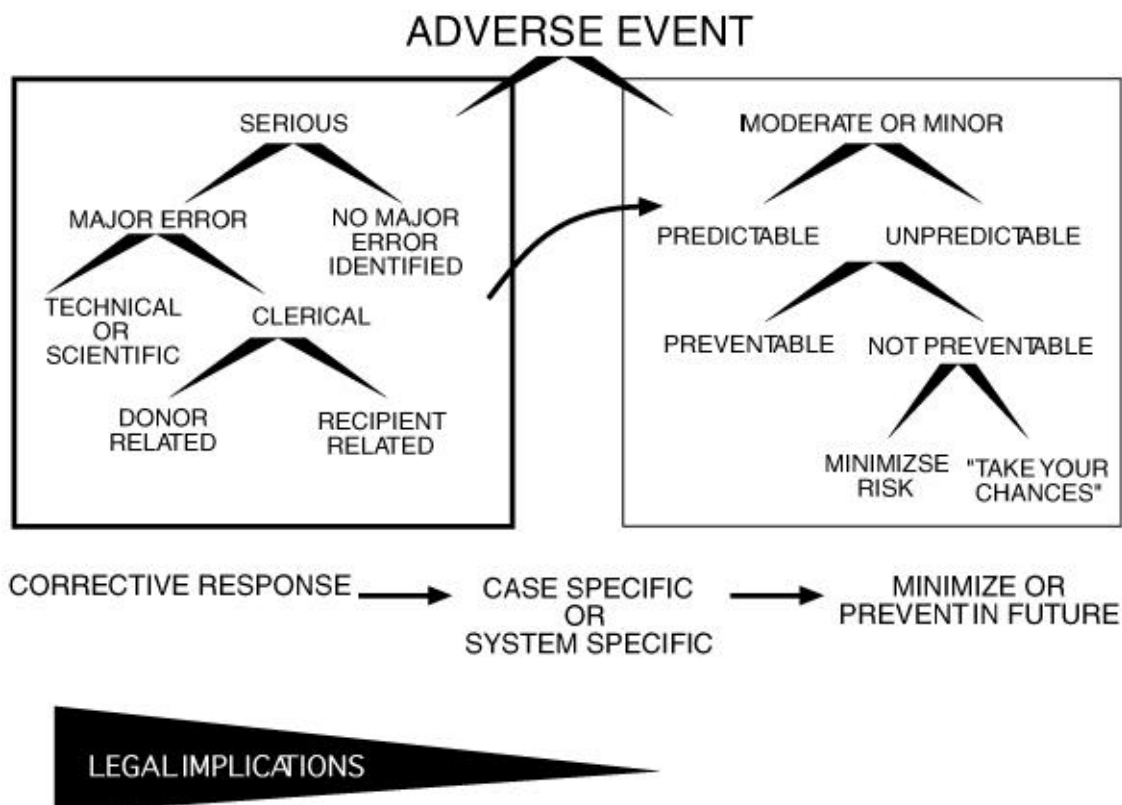 ADVERSE EVENT
SERIOUS
MAJOR ERROR
NO MAJOR
ERROR
IDENTIFIED
TECHNICAL
OR
SCIENTIFIC
CLERICAL
DONOR
RELATED
RECIPIENT
RELATED
MODERATE OR MINOR
PREDICTABLE
UNPREDICTABLE
PREVENTABLE
NOT PREVENTABLE
MINIMIZSE
RISK
"TAKE YOUR
CHANCES"
CORRECTIVE RESPONSE
CASE SPECIFIC
OR
SYSTEM SPECIFIC
MINIMIZE OR
PREVENT IN FUTURE
LEGAL IMPLICATIONS